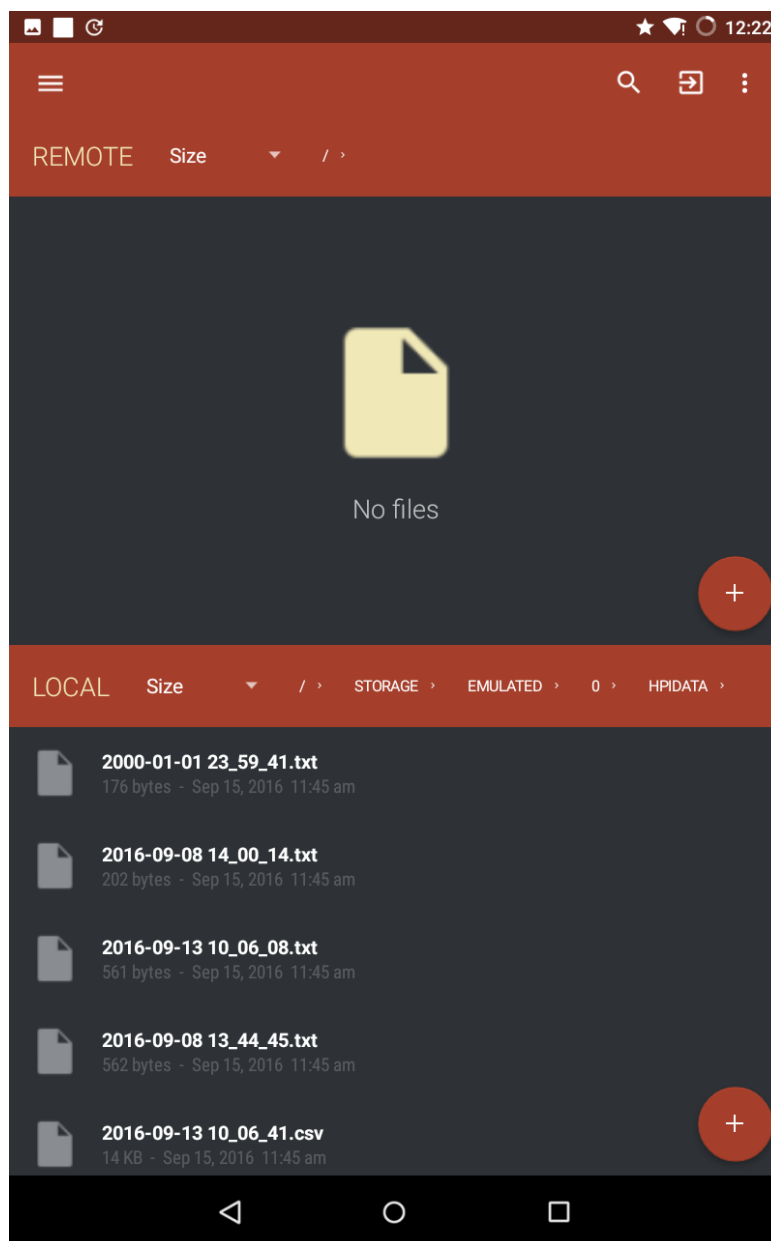 12:22
REMOTE Size / ›
No files
+
LOCAL Size / › STORAGE › EMULATED › 0 › HPIDATA ›
2000-01-01 23_59_41.txt
176 bytes - Sep 15, 2016 11:45 am
2016-09-08 14_00_14.txt
202 bytes - Sep 15, 2016 11:45 am
2016-09-13 10_06_08.txt
561 bytes - Sep 15, 2016 11:45 am
2016-09-08 13_44_45.txt
562 bytes - Sep 15, 2016 11:45 am
2016-09-13 10_06_41.csv
14 KB - Sep 15, 2016 11:45 am
+